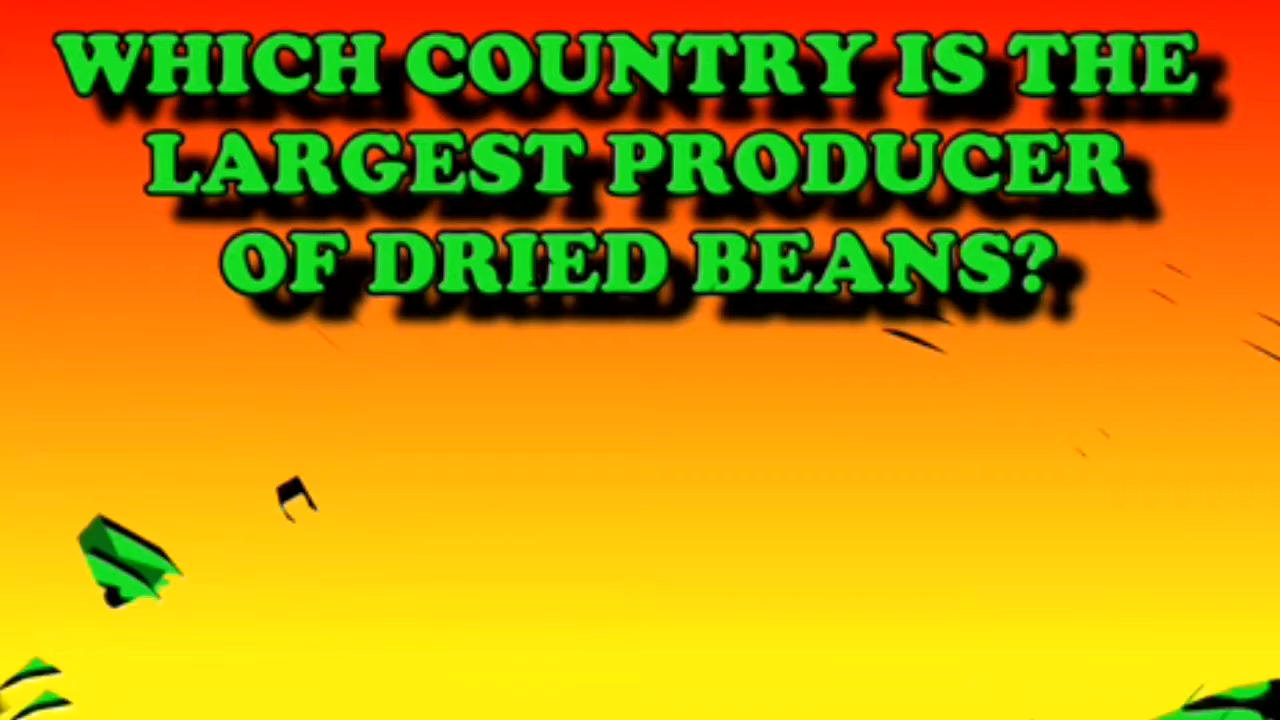 WHICH COUNTRY IS THE
LARGEST PRODUCER
OF DRIED BEANS?